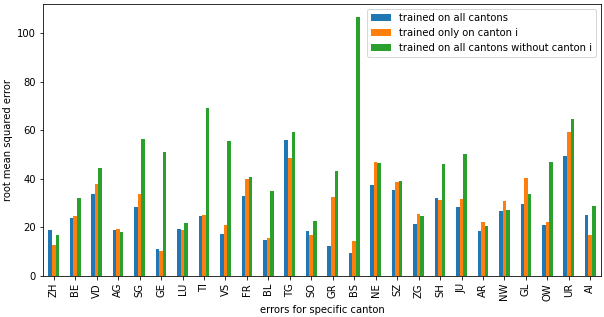 trained on all cantons
trained only on canton i
trained on all cantons without canton i
root mean squared error
100
80
60
40
20
0
ZH BE VD AG SG GE LU TI VS FR BL TG SO GR BS NE SZ ZG SH JU AR NW GL OW UR AI
errors for specific canton